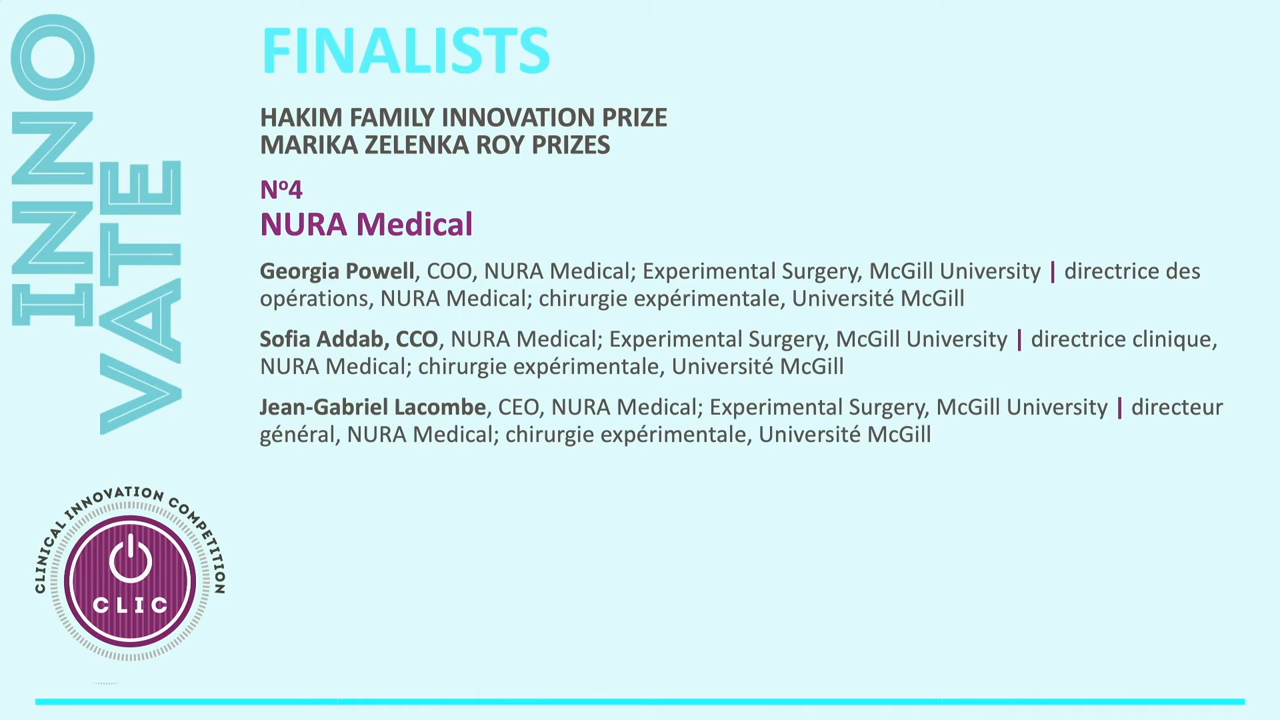 INNO
VATE
FINALISTS
HAKIM FAMILY INNOVATION PRIZE
MARIKA ZELENKA ROY PRIZES
Nº4
NURA Medical
Georgia Powell, COO, NURA Medical; Experimental Surgery, McGill University | directrice des
opérations, NURA Medical; chirurgie expérimentale, Université McGill
Sofia Addab, CCO, NURA Medical; Experimental Surgery, McGill University | directrice clinique,
NURA Medical; chirurgie expérimentale, Université McGill
Jean-Gabriel Lacombe, CEO, NURA Medical; Experimental Surgery, McGill University | directeur
général, NURA Medical; chirurgie expérimentale, Université McGill
CLINICAL INNOVATION COMPETITION
CLIC